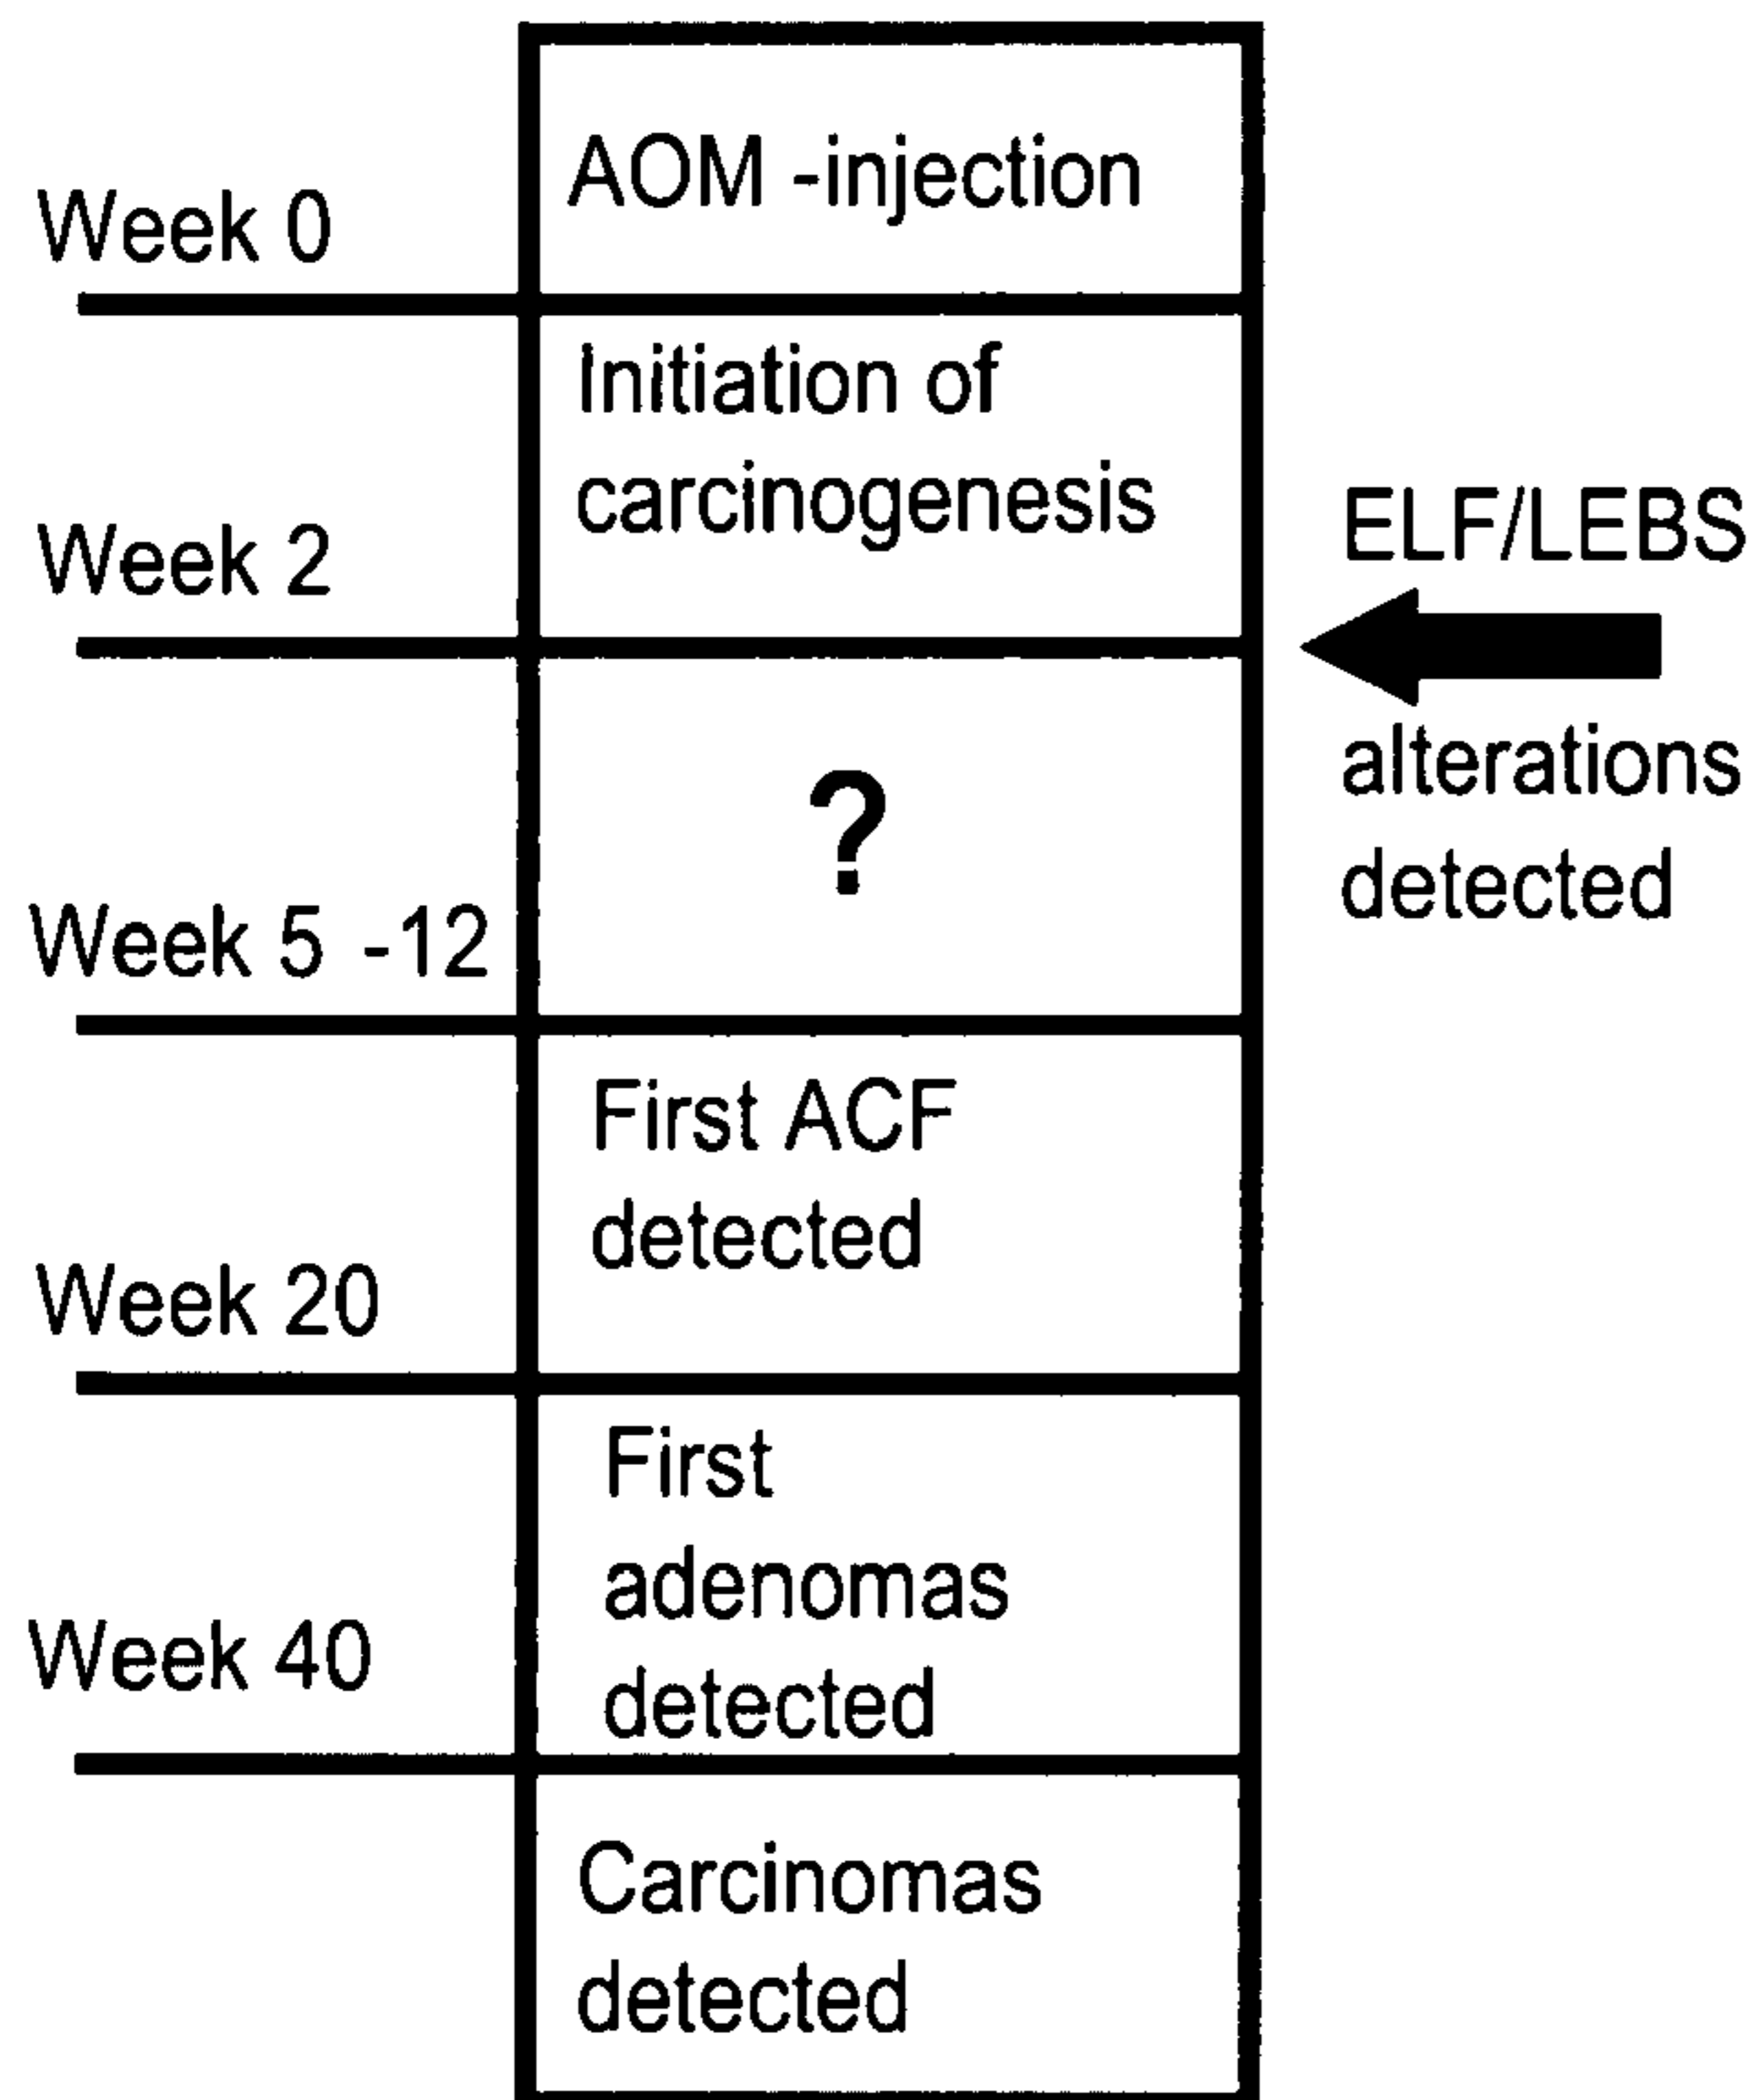 AOM -injection
Week 0
Initiation of
carcinogenesis
Week 2
ELF/LEBS
alterations
detected
?
Week 5 -12
First ACF
detected
Week 20
First
adenomas
detected
Week 40
Carcinomas
detected